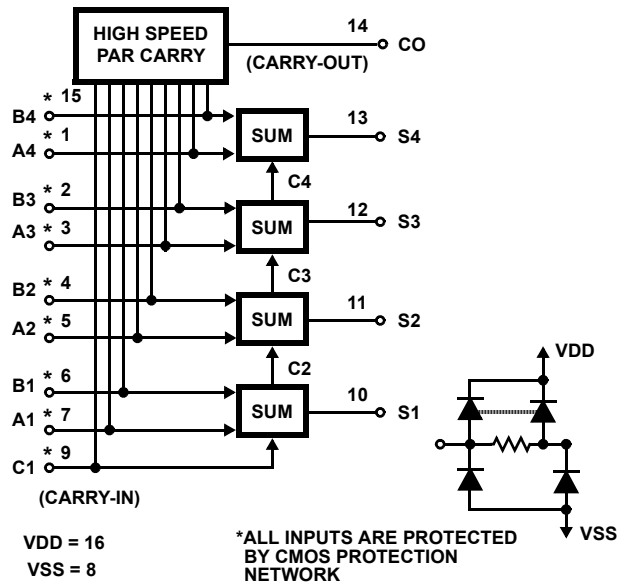 HIGH SPEED
PAR CARRY
14
CO
(CARRY-OUT)
* 15
B4
* 1
A4
SUM
13
S4
C4
B3 * 2
A3 * 3
SUM
12
S3
C3
B2 * 4
A2 * 5
SUM
11
S2
C2
B1 * 6
A1 * 7
SUM
10
S1
C1 * 9
(CARRY-IN)
VDD
VSS
VDD = 16
VSS = 8
*ALL INPUTS ARE PROTECTED
BY CMOS PROTECTION
NETWORK